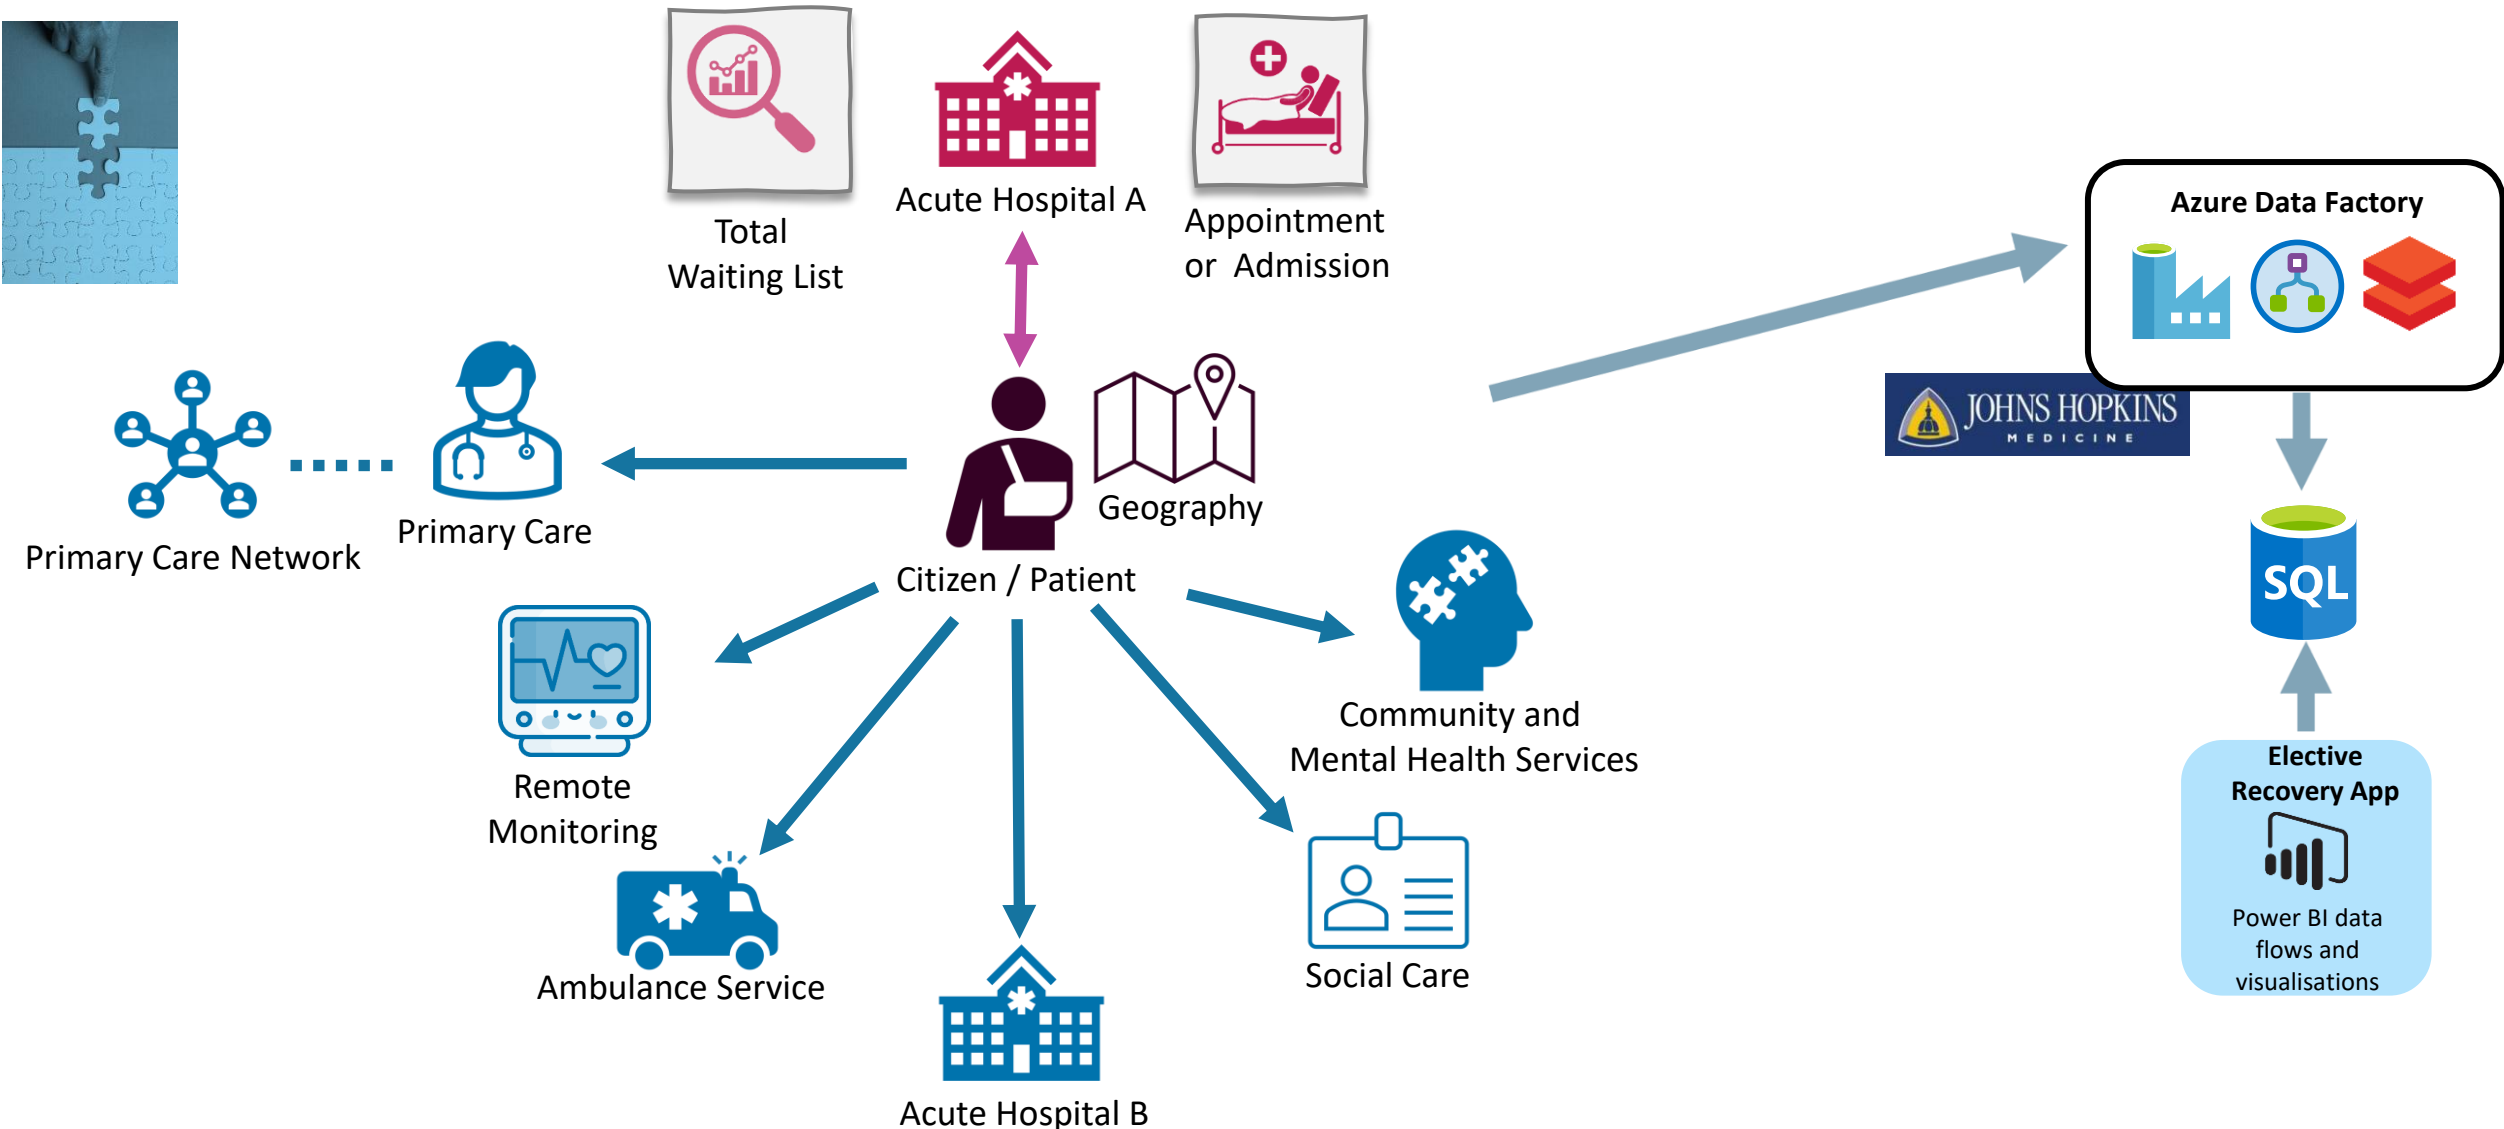 Total
Waiting List
Acute Hospital A
Appointment
or Admission
Azure Data Factory
JOHNS HOPKINS
MEDICINE
Primary Care Network
Primary Care
Citizen / Patient
Geography
SQL
Remote
Monitoring
Community and
Mental Health Services
Elective
Recovery App
Power BI data
flows and
visualisations
Ambulance Service
Social Care
Acute Hospital B